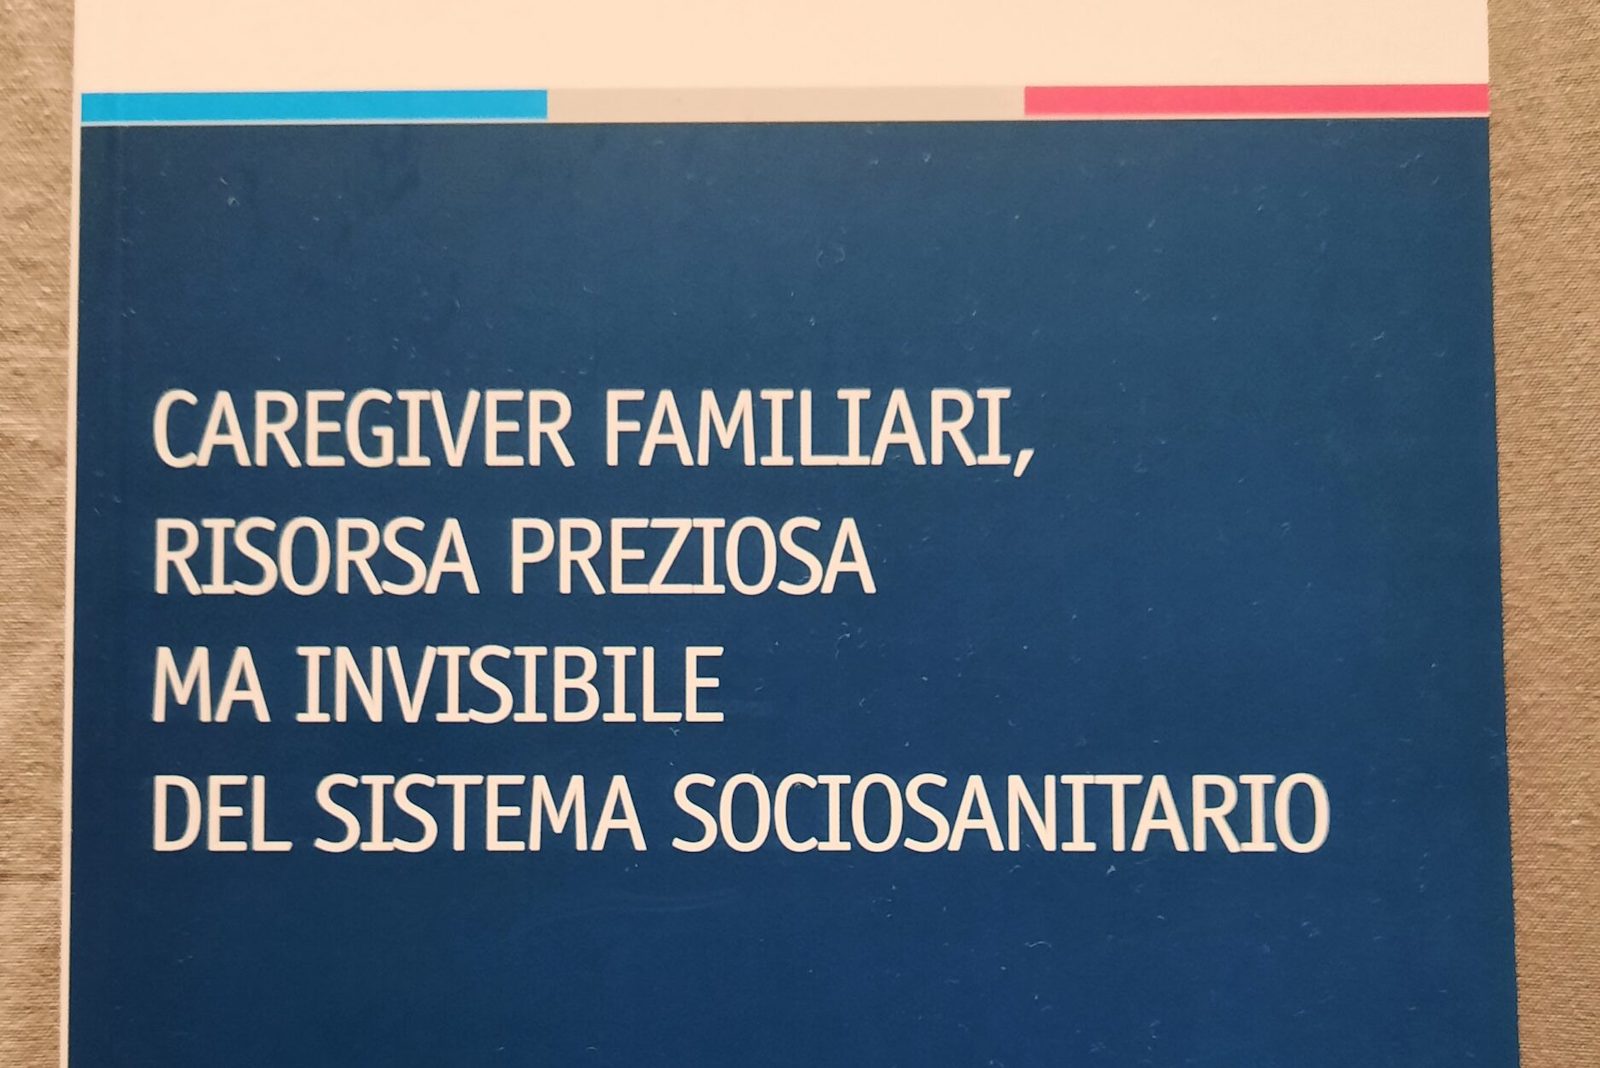 CAREGIVER FAMILIARI,
RISORSA PREZIOSA
MA INVISIBILE
DEL SISTEMA SOCIOSANITARIO